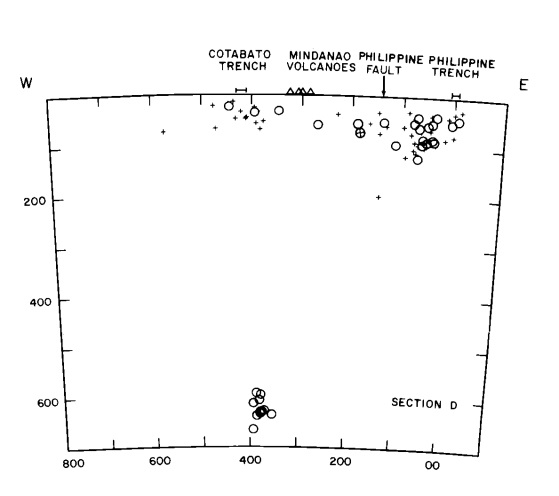 COTABATO TRENCH
MINDANAO VOLCANOES
PHILIPPINE FAULT
PHILIPPINE TRENCH
W
E
200
400
600
SECTION D
800
600
400
200
00